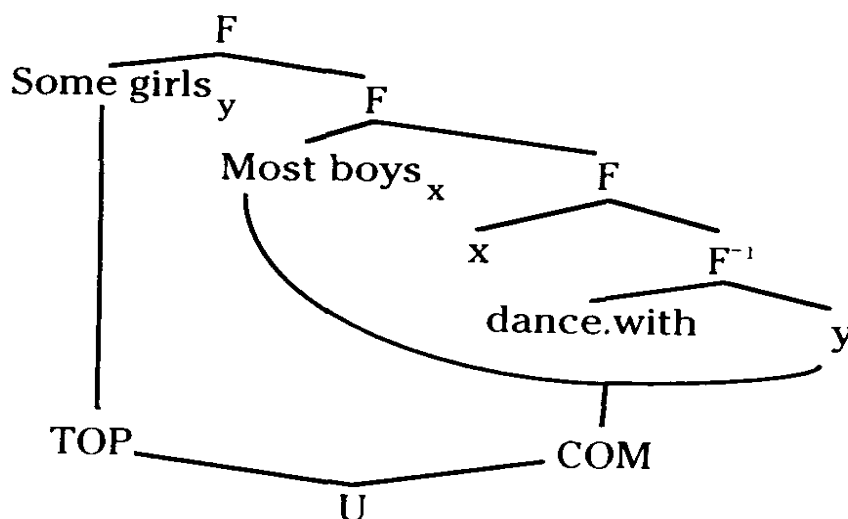 F
Some girls_y
F
Most boys_x
F
x
F⁻¹
dance.with
y
TOP
COM
U